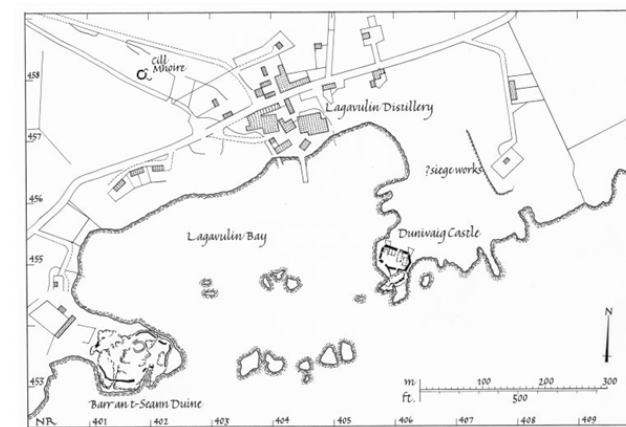 Cill
Mhoire
458
Lagavulin Distillery
457
?siege works
456
Lagavulin Bay
Dunivaig Castle
455
N
453
m 100 200 300
ft. 500
Barr an t-Seann Duine
NR 401 402 403 404 405 406 407 408 409